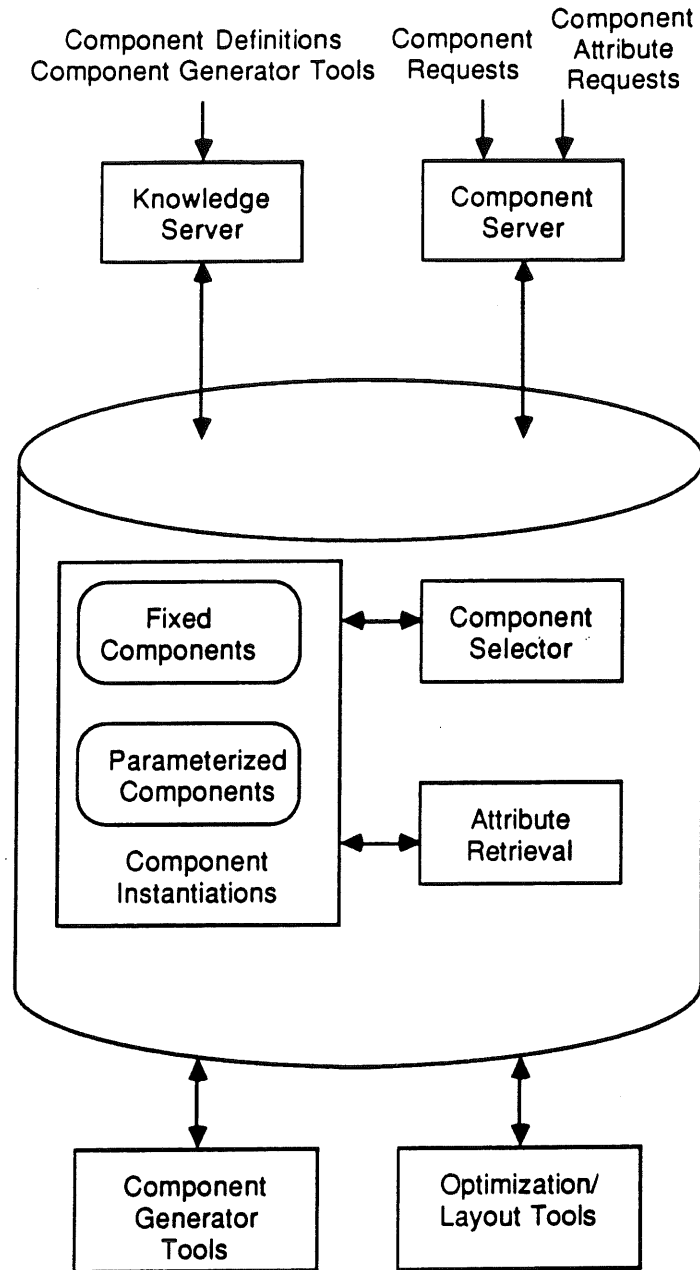 Component Definitions
Component Generator Tools
Component
Requests
Component
Attribute
Requests
Knowledge
Server
Component
Server
Fixed
Components
Component
Selector
Parameterized
Components
Attribute
Retrieval
Component
Instantiations
Component
Generator
Tools
Optimization/
Layout Tools